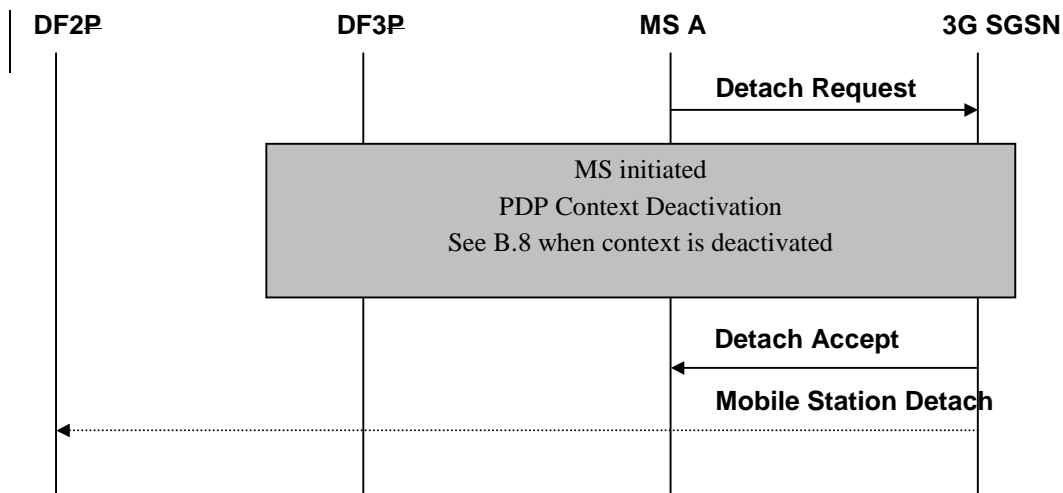 DF2P DF3P MS A 3G SGSN
Detach Request
MS initiated
PDP Context Deactivation
See B.8 when context is deactivated
Detach Accept
Mobile Station Detach